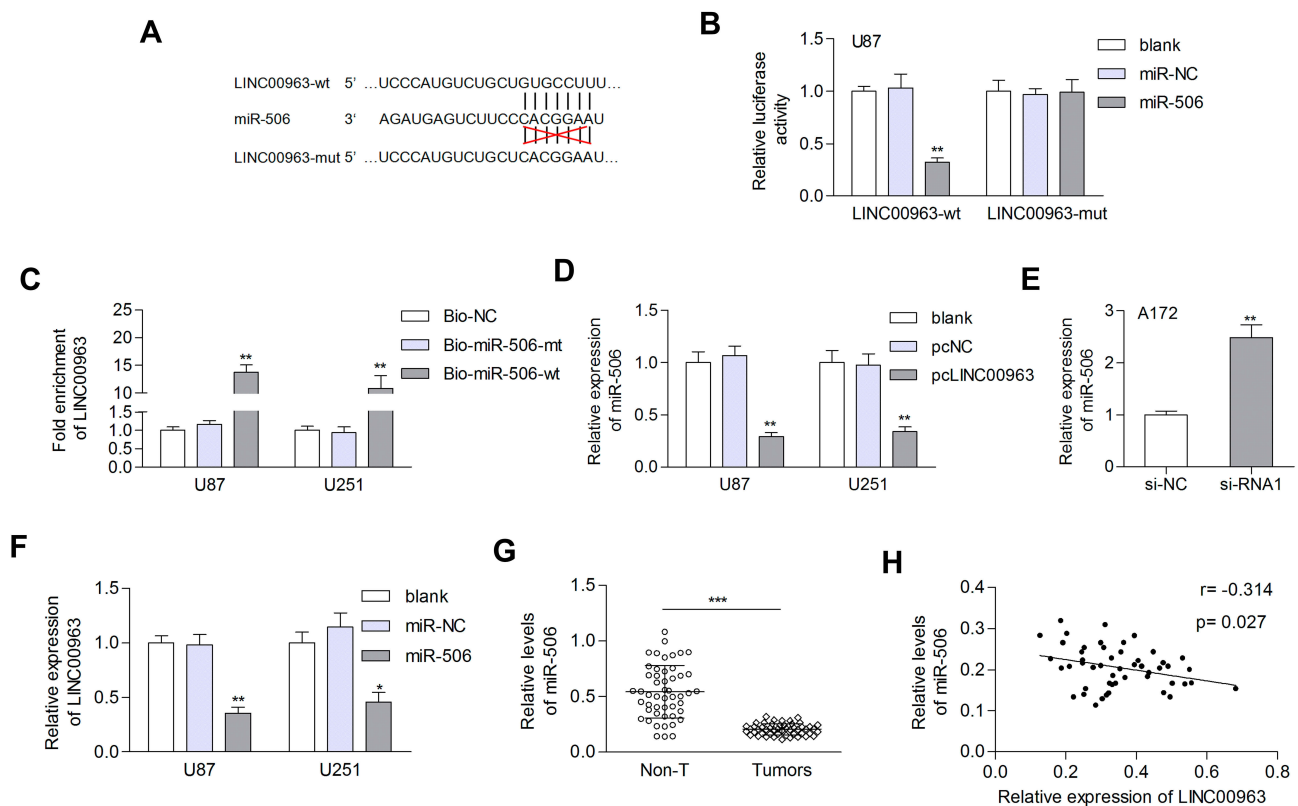 A
LINC00963-wt 5' ...UCCCAUGUCUGCUGUGCCUUU...
miR-506 3' AGAUGAGUCUUCCCACGGAAU
LINC00963-mut 5' ...UCCCAUGUCUGCUCACGGAAU...
B
Relative luciferase
activity
1.5
1.0
0.5
0.0
U87
**
LINC00963-wt
LINC00963-mut
blank
miR-NC
miR-506
C
Fold enrichment
of LINC00963
25
20
15
10
5
1.5
1.0
0.5
0.0
**
**
U87
U251
Bio-NC
Bio-miR-506-mt
Bio-miR-506-wt
D
Relative expression
of miR-506
1.5
1.0
0.5
0.0
**
**
U87
U251
blank
pcNC
pcLINC00963
E
Relative expression
of miR-506
3
2
1
0
A172
**
si-NC
si-RNA1
F
Relative expression
of LINC00963
1.5
1.0
0.5
0.0
**
*
U87
U251
blank
miR-NC
miR-506
G
Relative levels
of miR-506
1.5
1.0
0.5
0.0
***
Non-T
Tumors
H
Relative levels
of miR-506
0.4
0.3
0.2
0.1
0.0
r= -0.314
p= 0.027
0.0
0.2
0.4
0.6
0.8
Relative expression of LINC00963